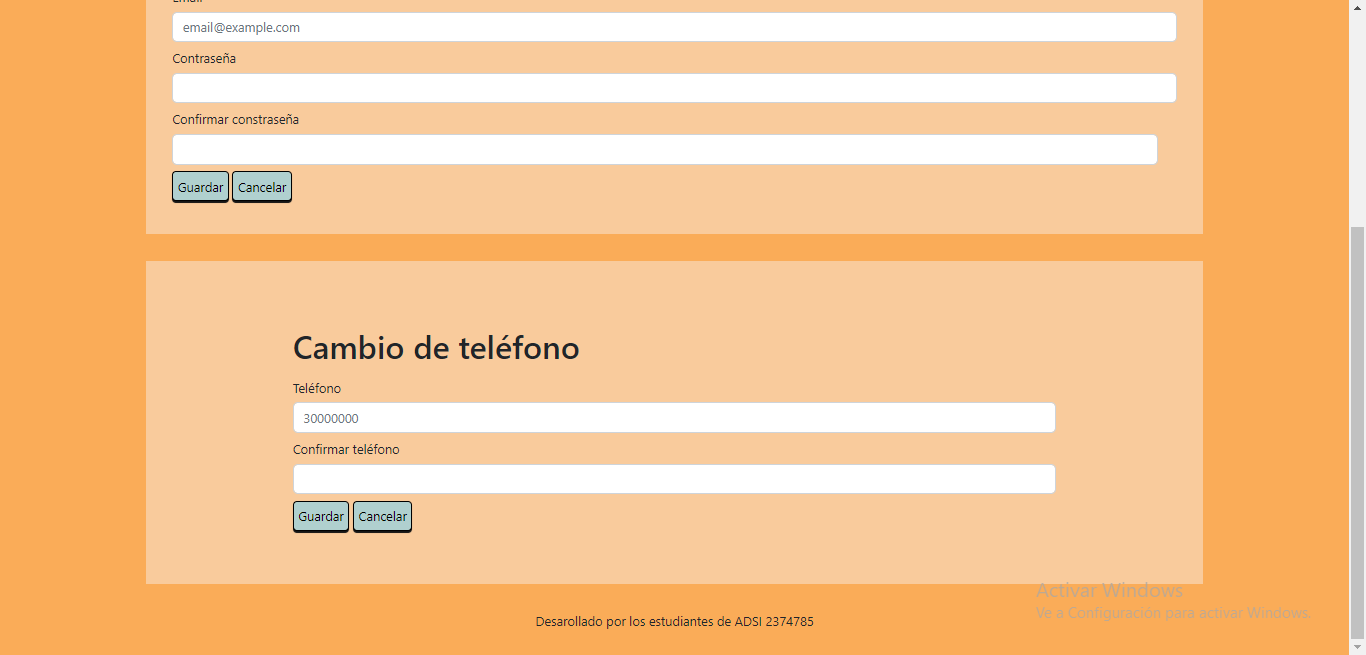 Email
email@example.com
Contraseña
Confirmar constraseña
Guardar Cancelar
Cambio de teléfono
Teléfono
30000000
Confirmar teléfono
Guardar Cancelar
Activar Windows
Ve a Configuración para activar Windows
Desarollado por los estudiantes de ADSI 2374785